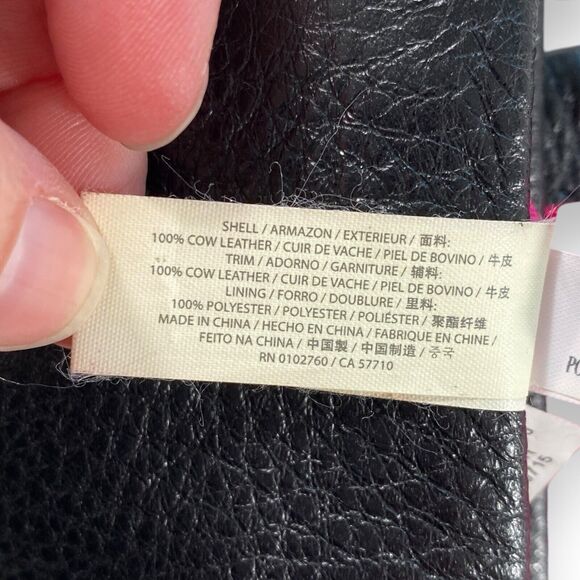 SHELL / ARMAZON / EXTERIEUR / 面料:
100% COW LEATHER / CUIR DE VACHE / PIEL DE BOVINO / 牛皮
TRIM / ADORNO / GARNITURE / 辅料:
100% COW LEATHER / CUIR DE VACHE / PIEL DE BOVINO / 牛皮
LINING / FORRO / DOUBLURE / 里料:
100% POLYESTER / POLYESTER / POLIÉSTER / 聚酯纤维
MADE IN CHINA / HECHO EN CHINA / FABRIQUE EN CHINE /
FEITO NA CHINA / 中国製 / 中国制造 / 중국
RN 0102760 / CA 57710